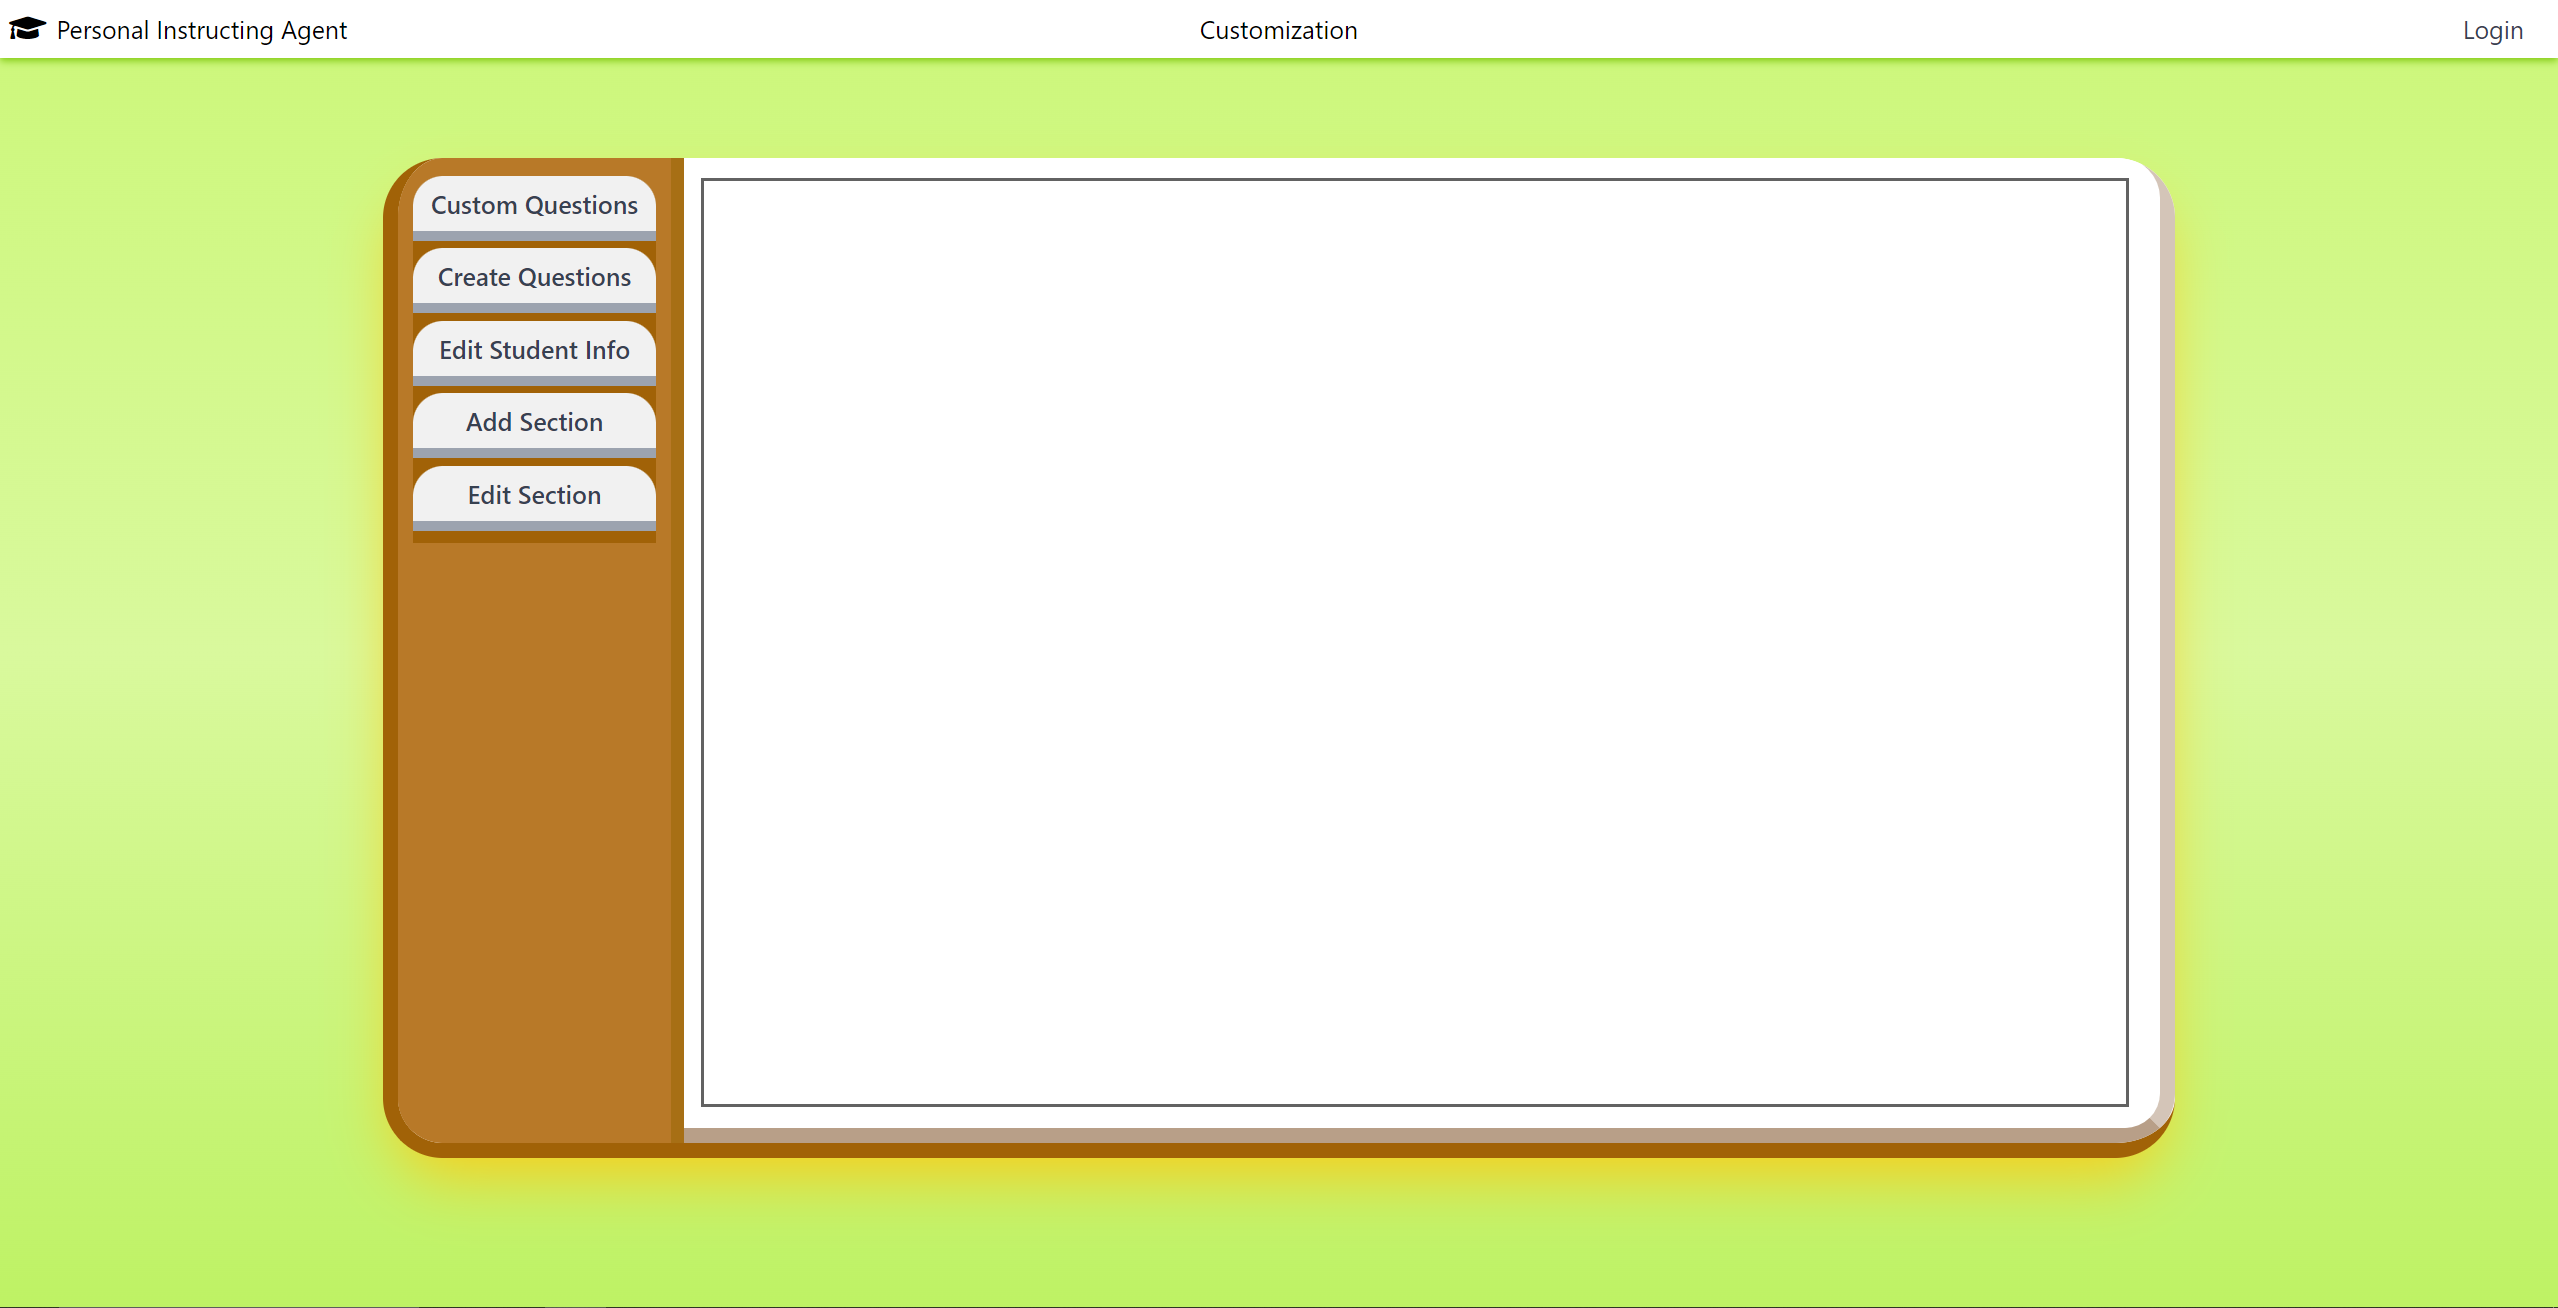 Personal Instructing Agent
Customization
Login
Custom Questions
Create Questions
Edit Student Info
Add Section
Edit Section